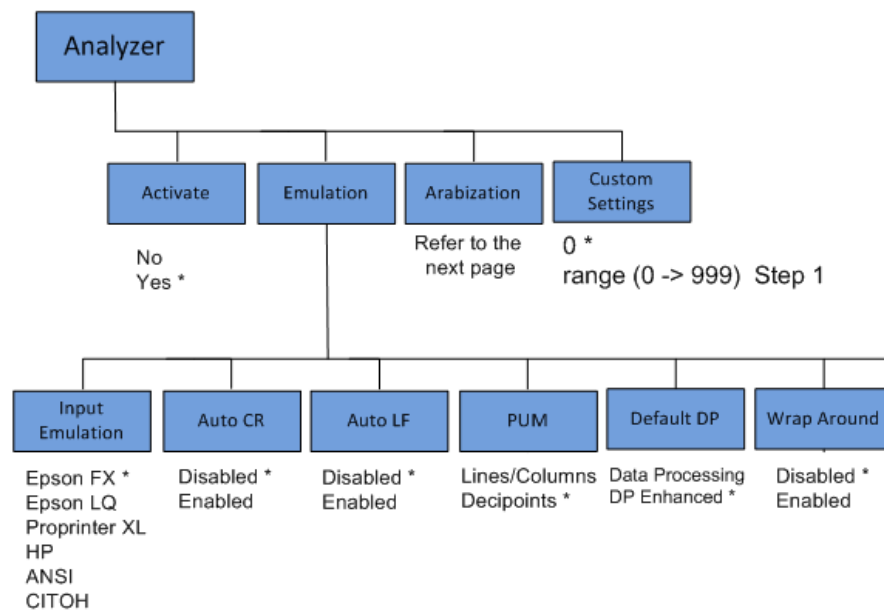 Analyzer
Activate
Emulation
Arabization
Custom
Settings
No
Yes *
Refer to the
next page
0 *
range (0 -> 999) Step 1
Input
Emulation
Auto CR
Auto LF
PUM
Default DP
Wrap Around
Epson FX *
Epson LQ
Proprinter XL
HP
ANSI
CITOH
Disabled *
Enabled
Disabled *
Enabled
Lines/Columns
Decipoints *
Data Processing
DP Enhanced *
Disabled *
Enabled